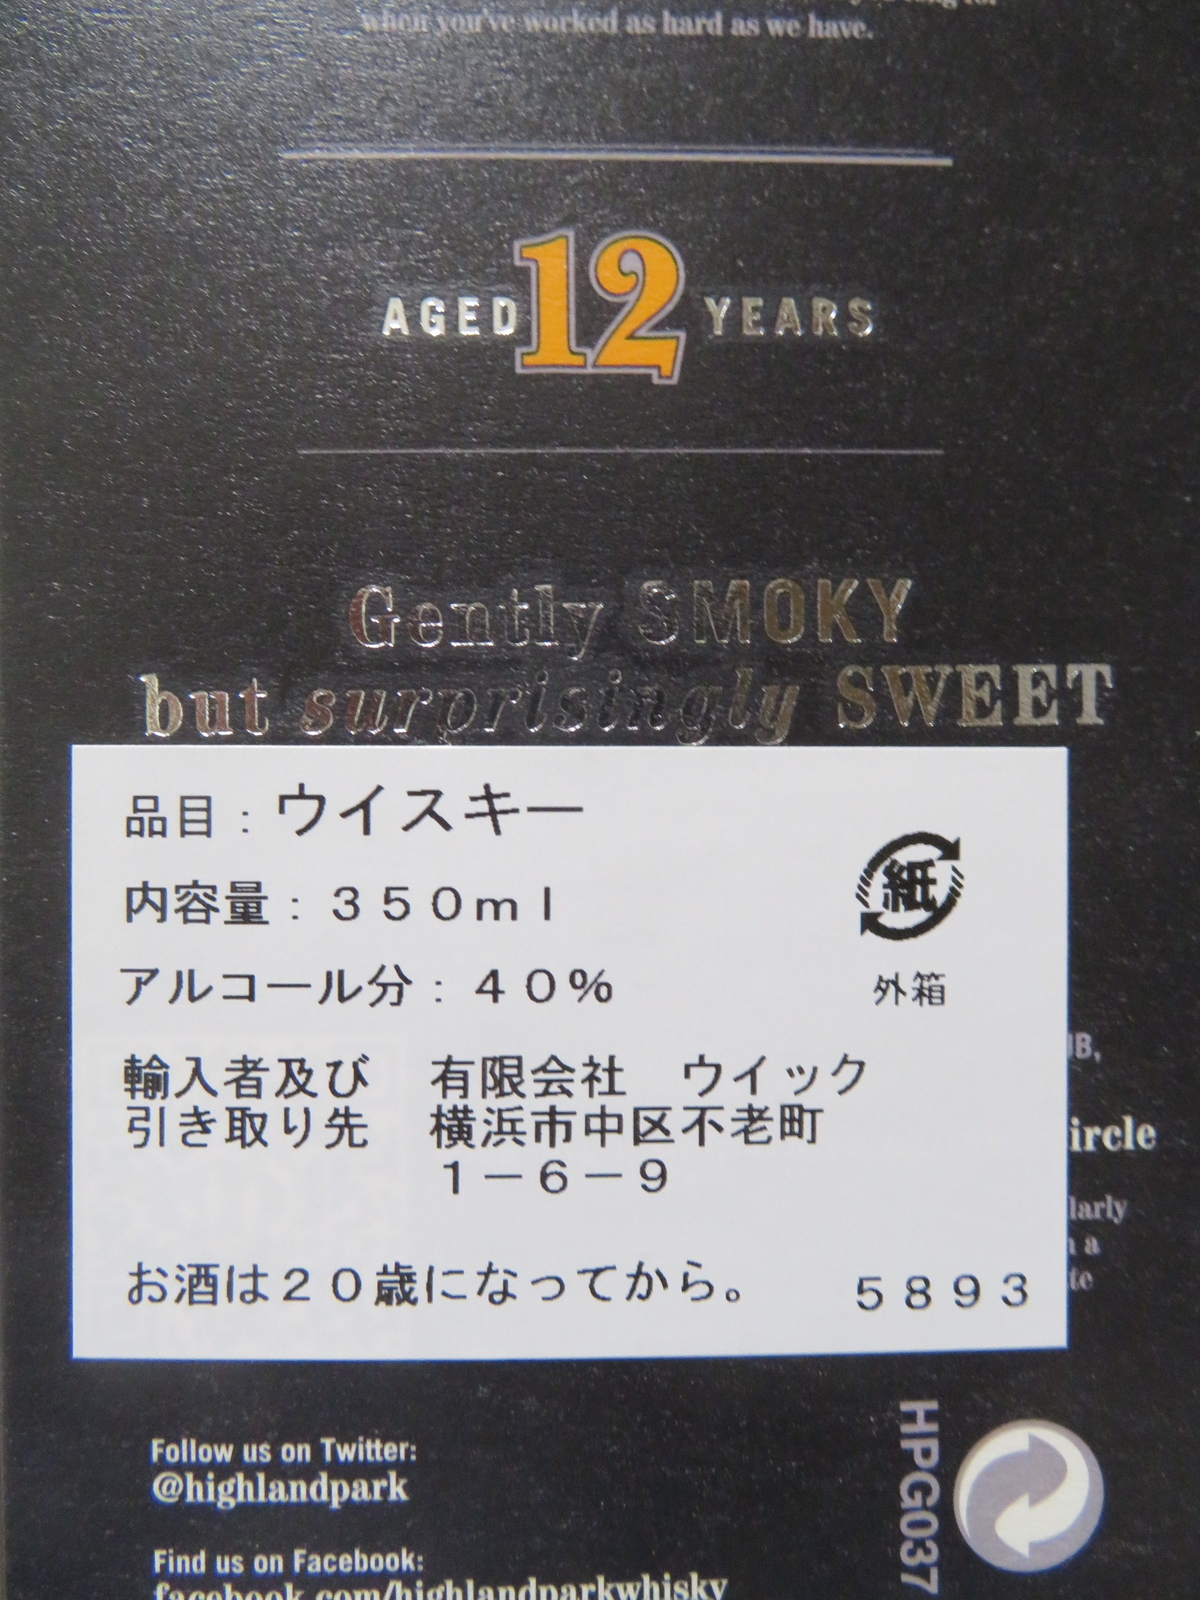 when you've worked as hard as we have.
AGED 12 YEARS
Gently SMOKY
but surprisingly SWEET
品目：ウイスキー
内容量：３５０ｍｌ
紙
アルコール分：４０％
外箱
輸入者及び　有限会社　ウイック
引き取り先　横浜市中区不老町
１－６－９
お酒は２０歳になってから。　５８９３
Follow us on Twitter:
@highlandpark
Find us on Facebook:
facebook.com/highlandparkwhisky
HPG037